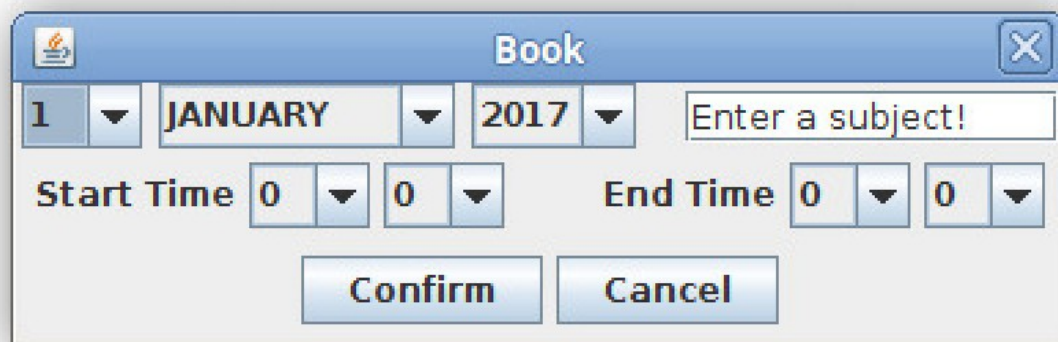 Book
1 JANUARY 2017 Enter a subject!
Start Time 0 0 End Time 0 0
Confirm Cancel